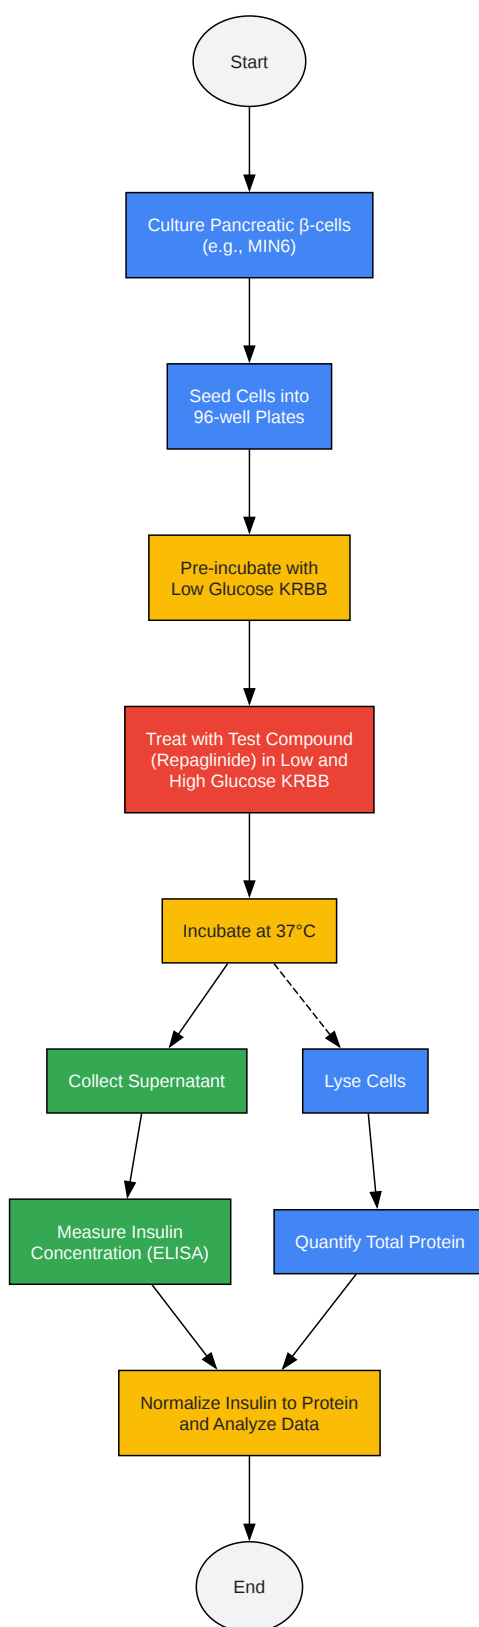 Start
Culture Pancreatic β-cells
(e.g., MIN6)
Seed Cells into
96-well Plates
Pre-incubate with
Low Glucose KRBB
Treat with Test Compound
(Repaglinide) in Low and
High Glucose KRBB
Incubate at 37°C
Collect Supernatant
Lyse Cells
Measure Insulin
Concentration (ELISA)
Quantify Total Protein
Normalize Insulin to Protein
and Analyze Data
End